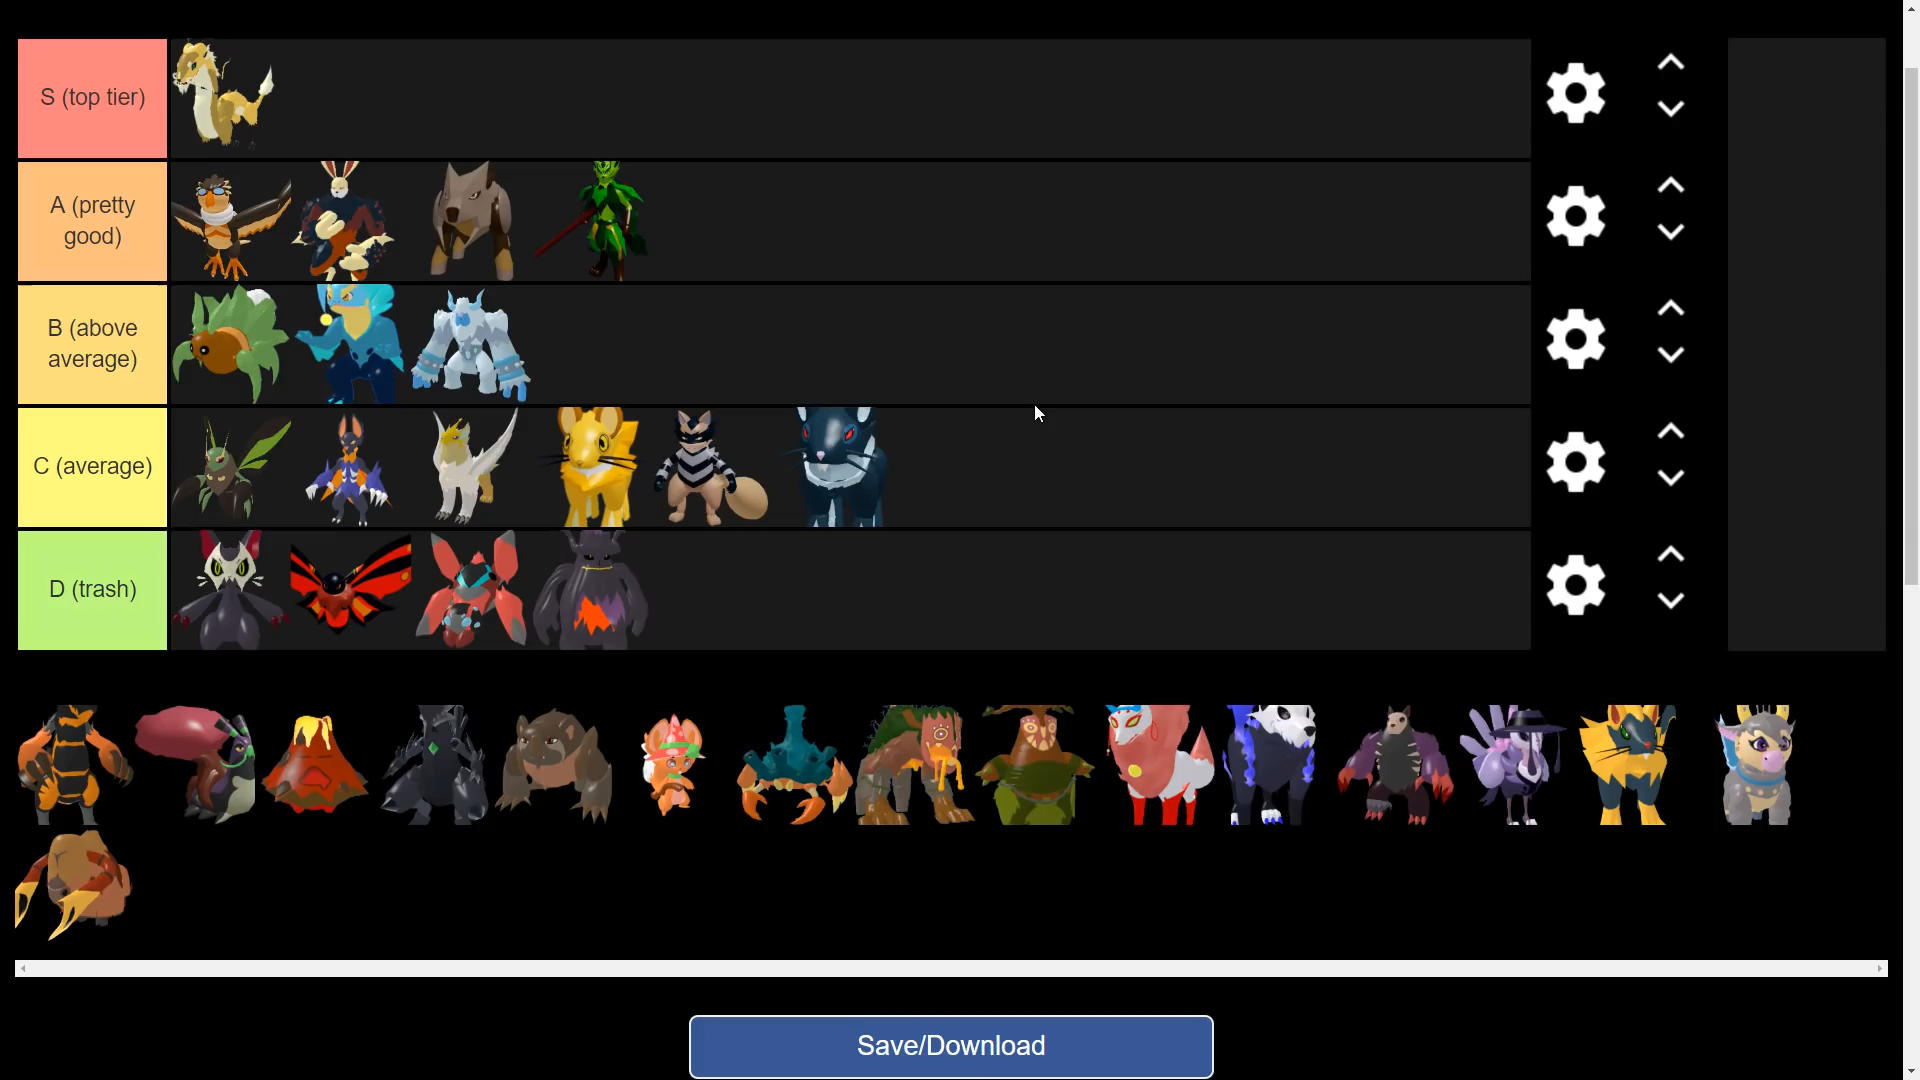 S (top tier)
A (pretty
good)
B (above
average)
C (average)
D (trash)
Save/Download